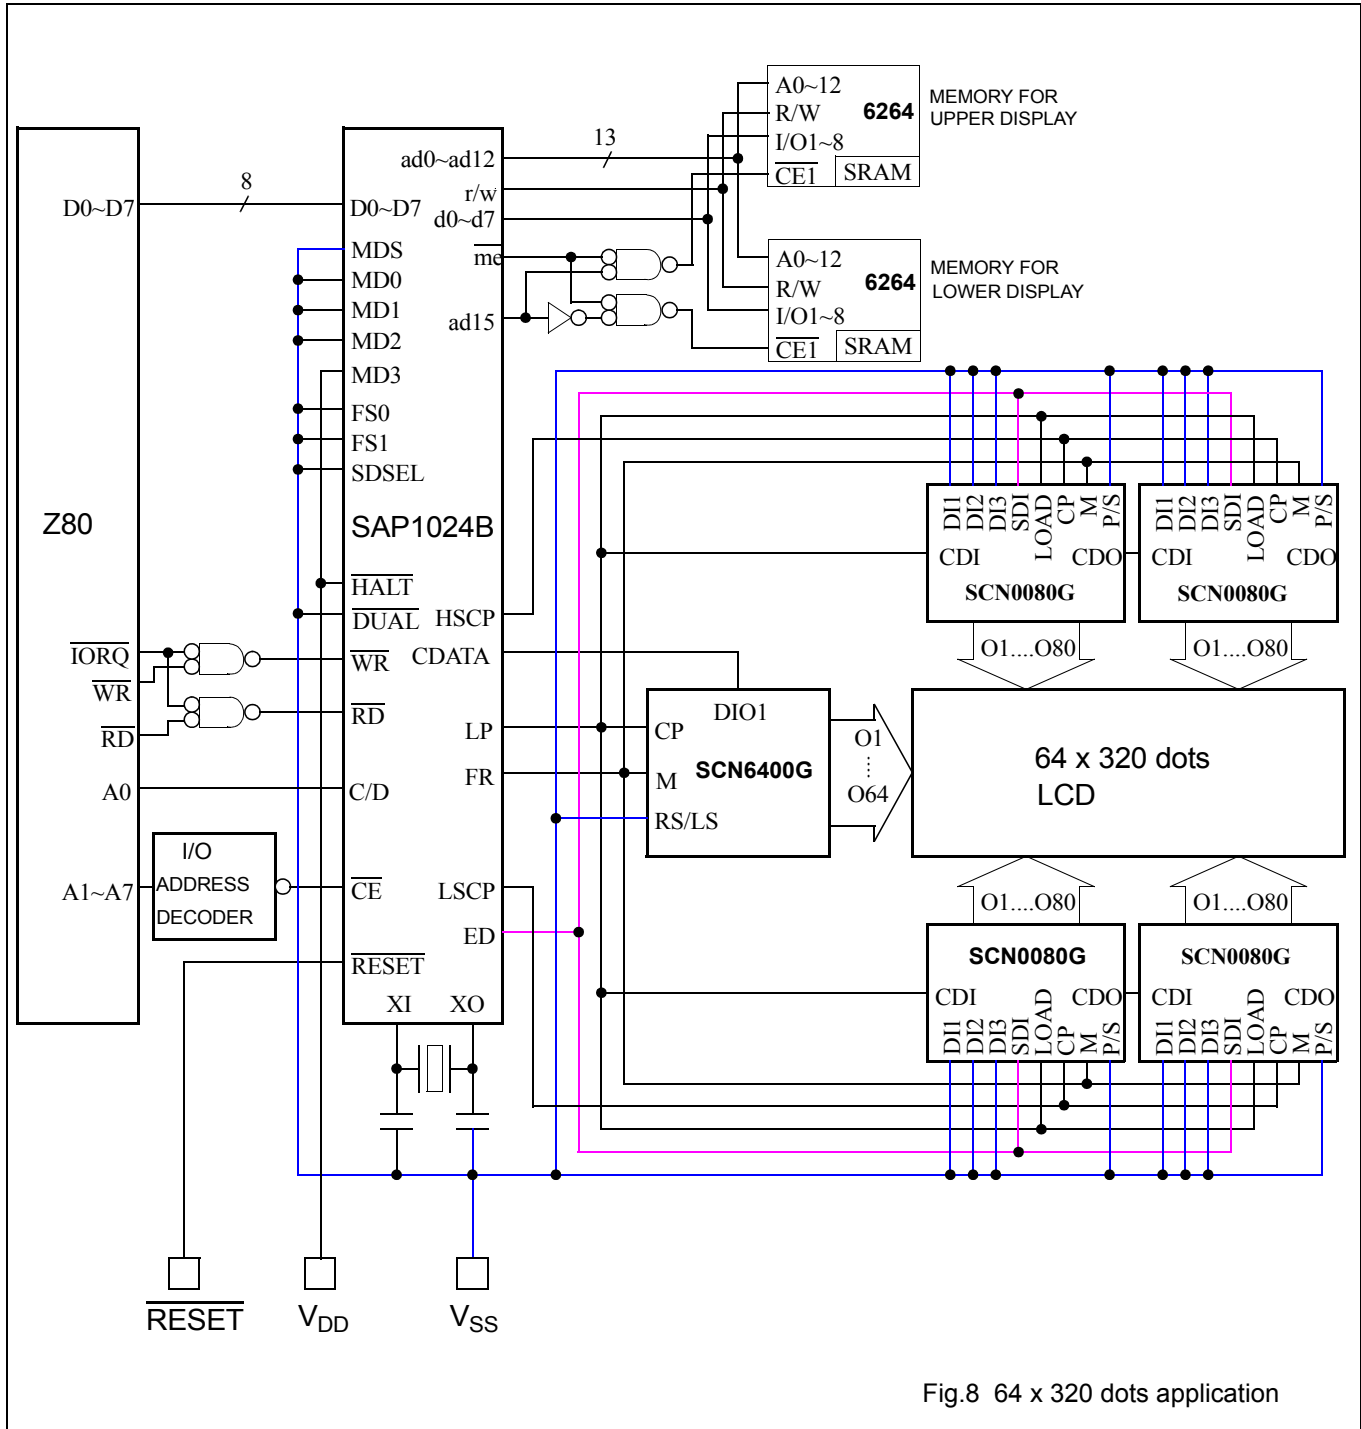 A0~12
R/W
I/O1~8
CE1
6264
SRAM
MEMORY FOR
UPPER DISPLAY
13
8
D0~D7
Z80
IORQ
WR
RD
A0
A1~A7
I/O
ADDRESS
DECODER
D0~D7
MDS
MD0
MD1
MD2
MD3
FS0
FS1
SDSEL
SAP1024B
HALT
DUAL
WR
RD
C/D
CE
RESET
XI
XO
ad0~ad12
r/w
d0~d7
me
ad15
HSCP
CDATA
LP
FR
LSCP
ED
A0~12
R/W
I/O1~8
CE1
6264
SRAM
MEMORY FOR
LOWER DISPLAY
DI1
DI2
DI3
SDI
LOAD
CP
M
P/S
CDI
CDO
SCN0080G
O1....O80
DI1
DI2
DI3
SDI
LOAD
CP
M
P/S
CDI
CDO
SCN0080G
O1....O80
DIO1
CP
SCN6400G
M
RS/LS
O1
O64
64 x 320 dots
LCD
O1....O80
SCN0080G
CDI
CDO
DI1
DI2
DI3
SDI
LOAD
CP
M
P/S
O1....O80
SCN0080G
CDI
CDO
DI1
DI2
DI3
SDI
LOAD
CP
M
P/S
RESET
VDD
VSS
Fig.8 64 x 320 dots application